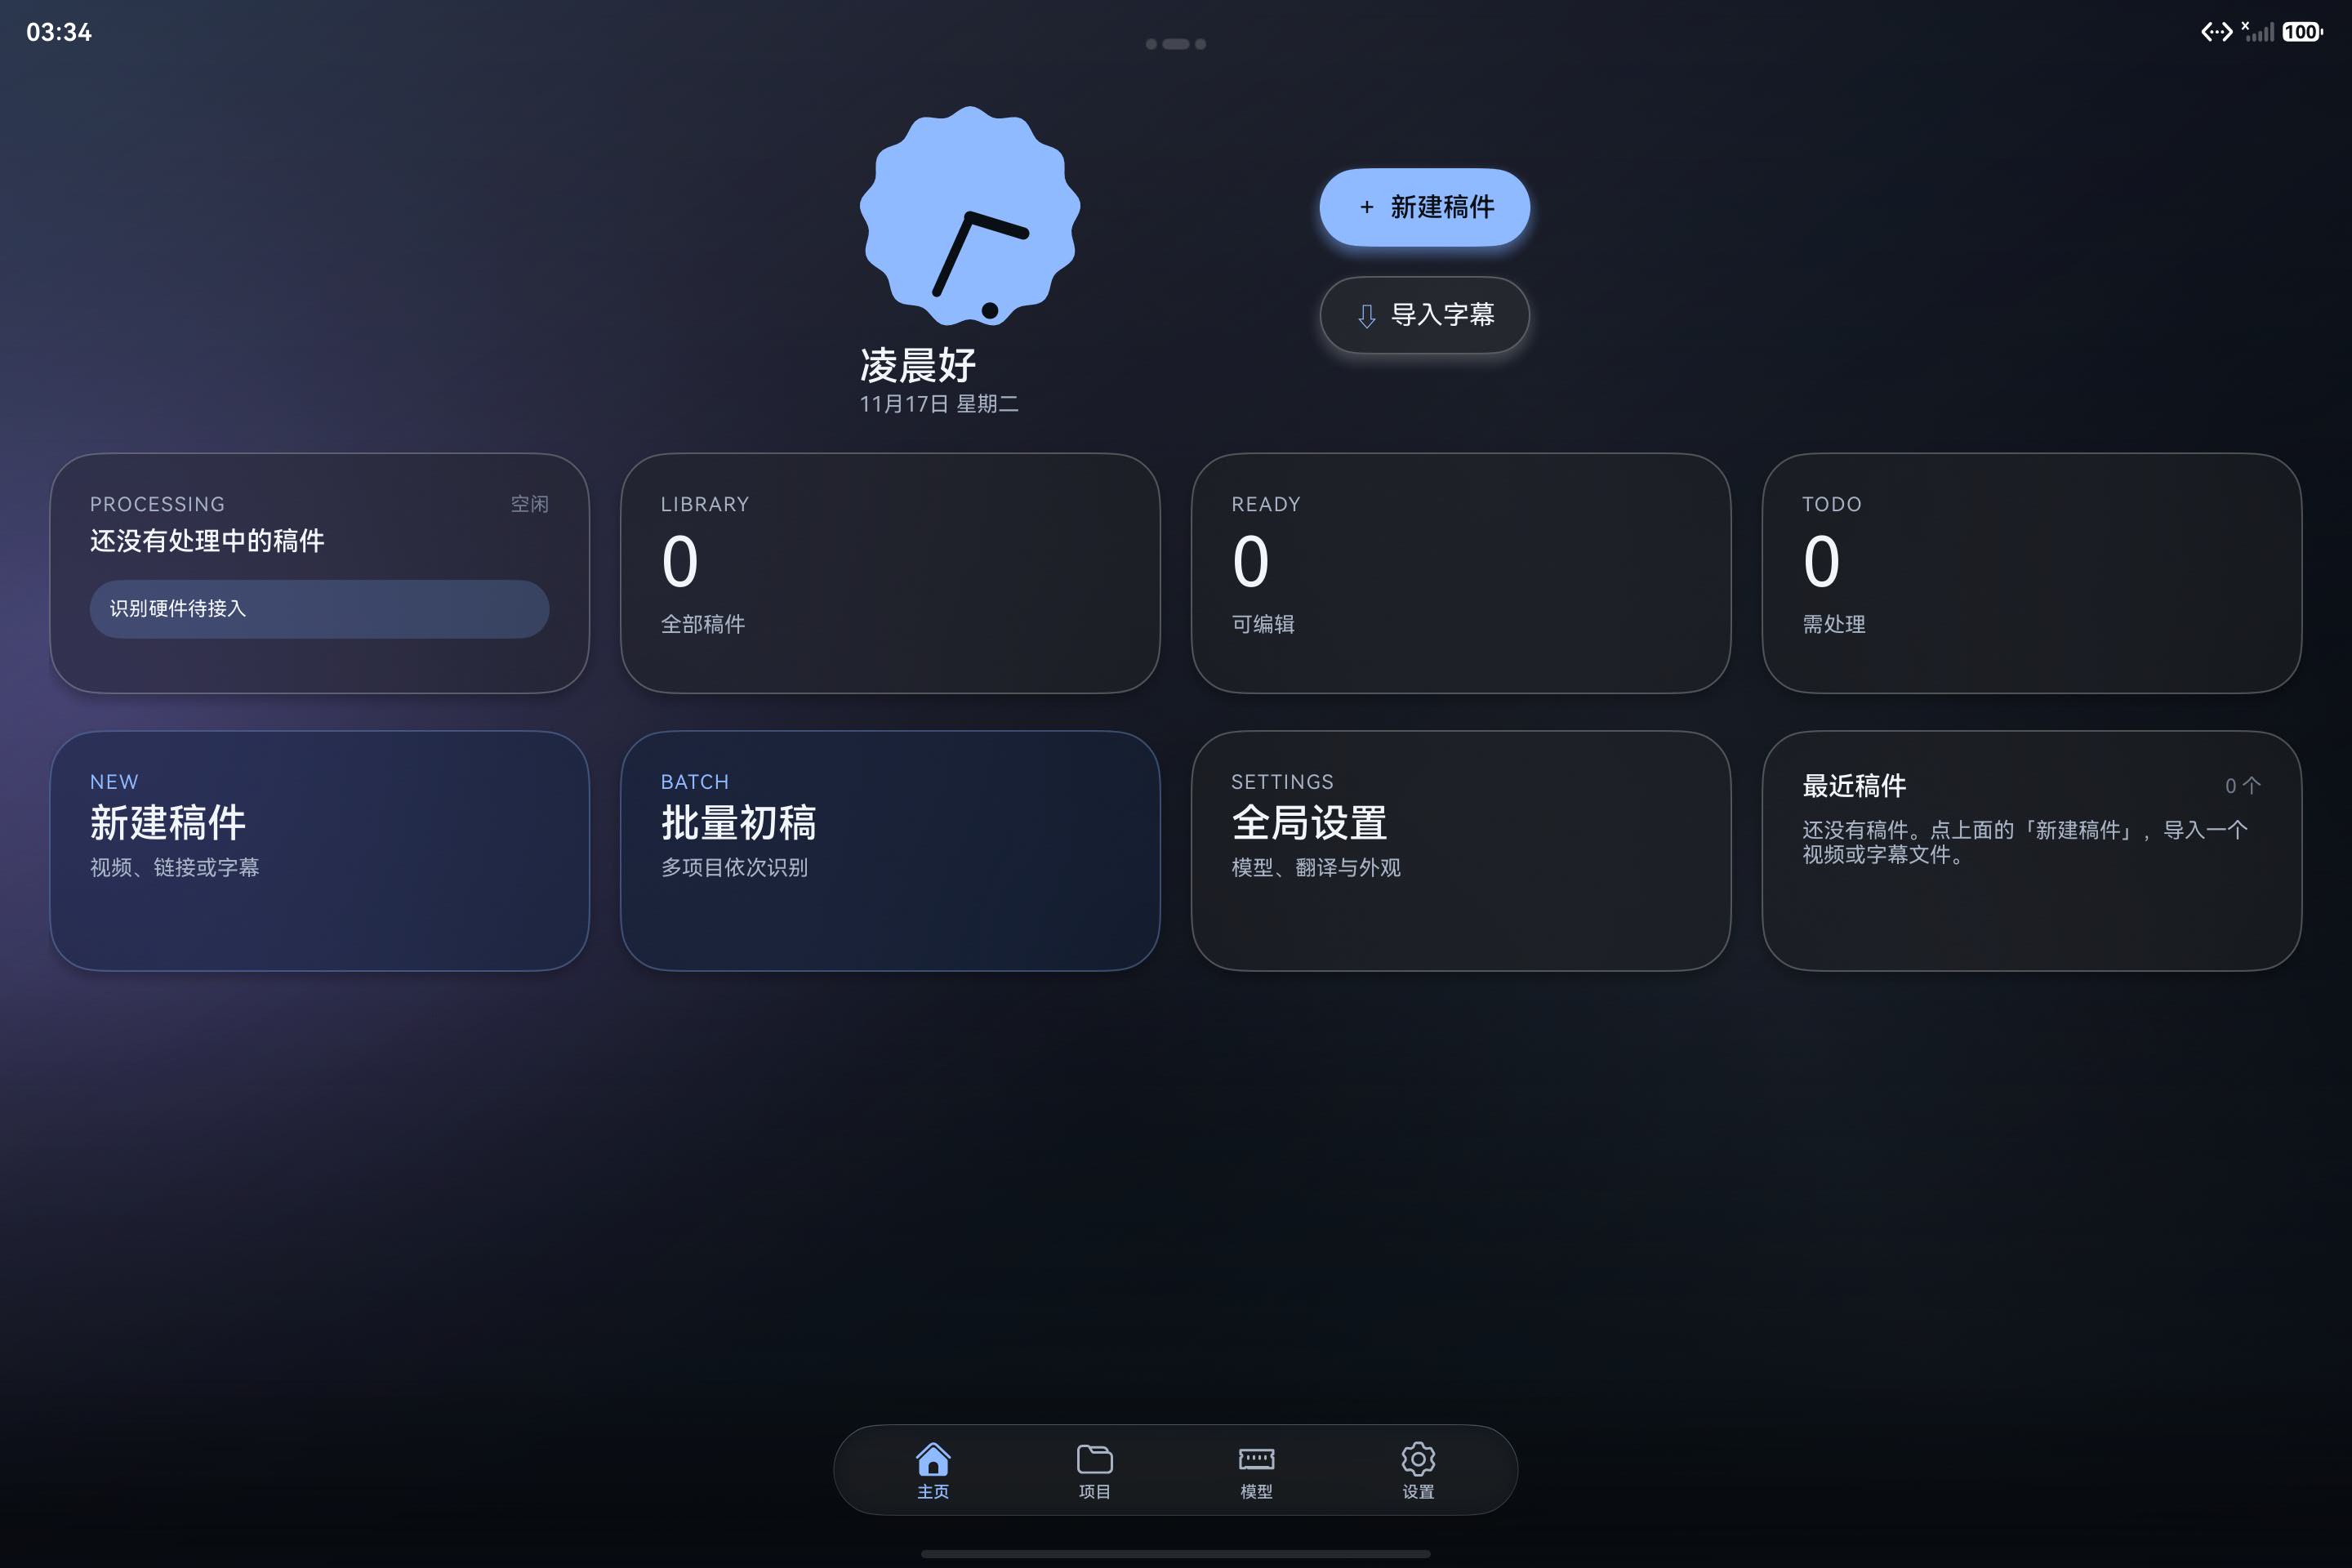 03:34
100
+ 新建稿件
导入字幕
凌晨好
11月17日 星期二
PROCESSING
空闲
还没有处理中的稿件
识别硬件待接入
LIBRARY
0
全部稿件
READY
0
可编辑
TODO
0
需处理
NEW
新建稿件
视频、链接或字幕
BATCH
批量初稿
多项目依次识别
SETTINGS
全局设置
模型、翻译与外观
最近稿件
0 个
还没有稿件。点上面的「新建稿件」，导入一个
视频或字幕文件。
主页
项目
模型
设置